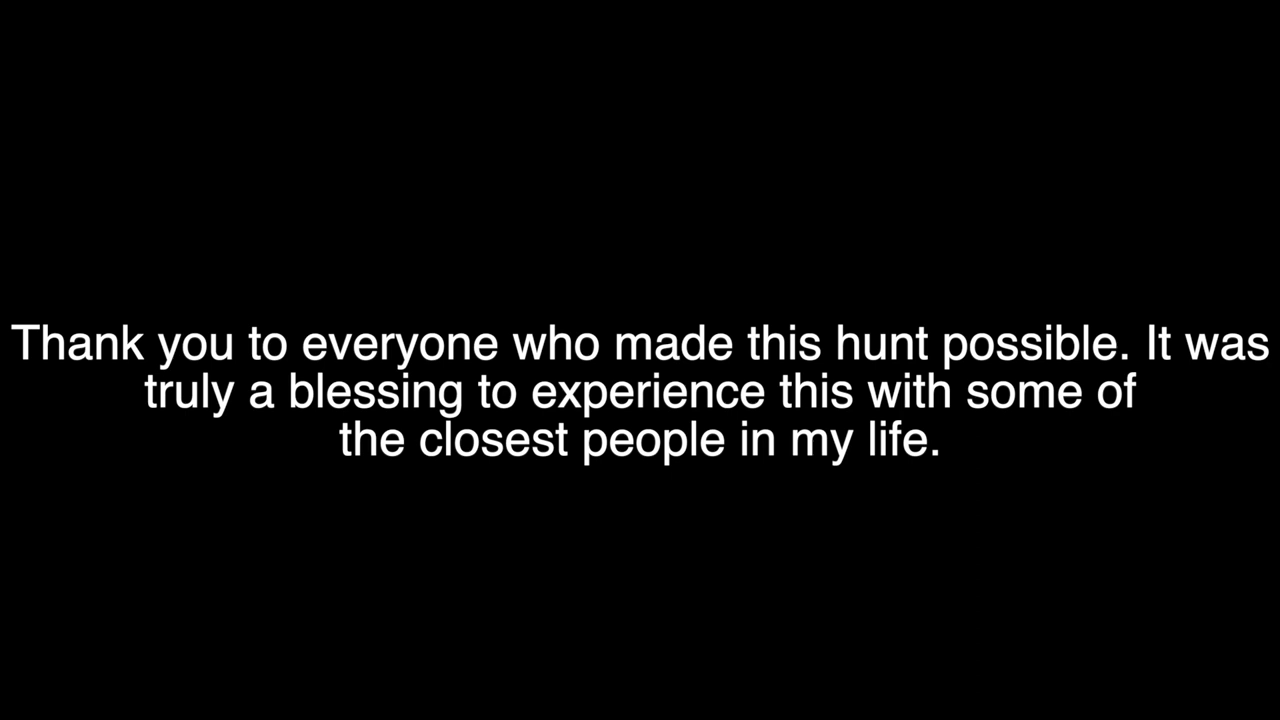 Thank you to everyone who made this hunt possible. It was
truly a blessing to experience this with some of
the closest people in my life.